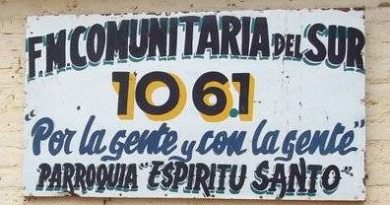 F.M. COMUNITARIA DEL SUR
106.1
"Por la gente y con la gente"
PARROQUIA "ESPIRITU SANTO"